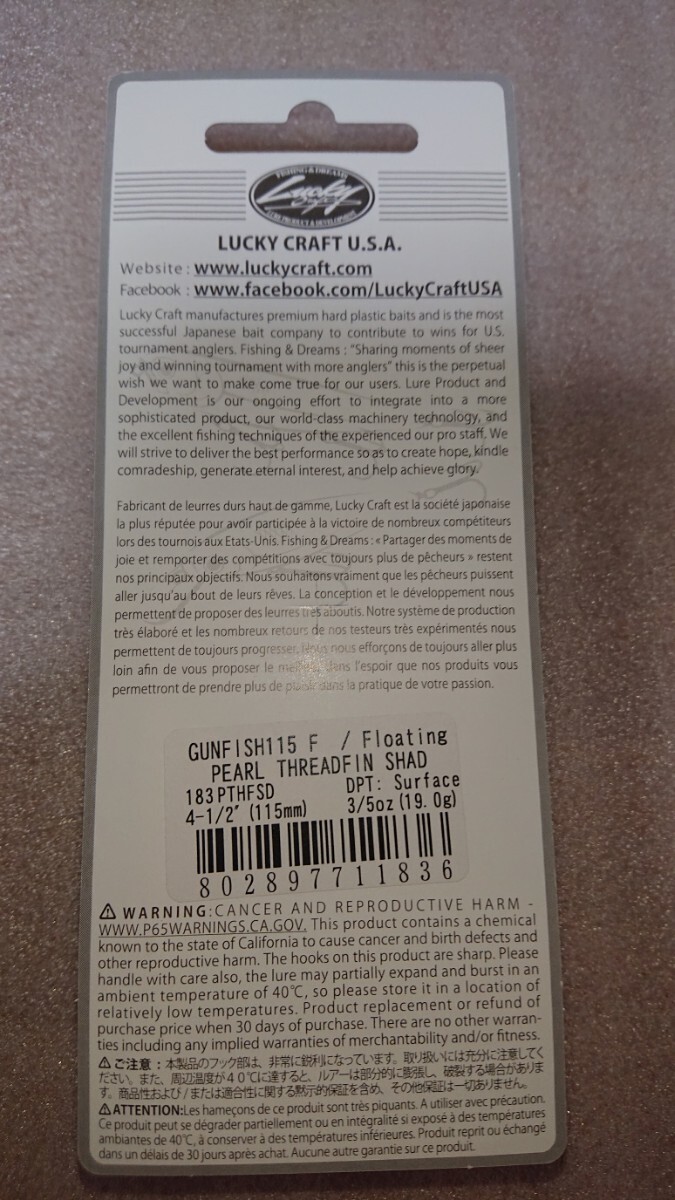 FISHING & DREAMS
Lucky Craft
LURE PRODUCT & DEVELOPMENT
LUCKY CRAFT U.S.A.
Website : www.luckycraft.com
Facebook : www.facebook.com/LuckyCraftUSA
Lucky Craft manufactures premium hard plastic baits and is the most
successful Japanese bait company to contribute to wins for U.S.
tournament anglers. Fishing & Dreams : "Sharing moments of sheer
joy and winning tournament with more anglers" this is the perpetual
wish we want to make come true for our users. Lure Product and
Development is our ongoing effort to integrate into a more
sophisticated product, our world-class machinery technology, and
the excellent fishing techniques of the experienced our pro staff. We
will strive to deliver the best performance so as to create hope, kindle
comradeship, generate eternal interest, and help achieve glory.
Fabricant de leurres durs haut de gamme, Lucky Craft est la société japonaise
la plus réputée pour avoir participée à la victoire de nombreux compétiteurs
lors des tournois aux Etats-Unis. Fishing & Dreams : « Partager des moments de
joie et remporter des compétitions avec toujours plus de pêcheurs » restent
nos principaux objectifs. Nous souhaitons vraiment que les pêcheurs puissent
aller jusqu'au bout de leurs rêves. La conception et le développement nous
permettent de proposer des leurres très aboutis. Notre système de production
très élaboré et les nombreux retours de nos testeurs très expérimentés nous
permettent de toujours progresser. Nous nous efforçons de toujours aller plus
loin afin de vous proposer le meilleur dans l'espoir que nos produits vous
permettront de prendre plus de plaisir dans la pratique de votre passion.
GUNFISH115 F / Floating
PEARL THREADFIN SHAD
183PTHFSD DPT: Surface
4-1/2" (115mm) 3/5oz (19.0g)
802897711836
⚠ WARNING:CANCER AND REPRODUCTIVE HARM -
WWW.P65WARNINGS.CA.GOV. This product contains a chemical
known to the state of California to cause cancer and birth defects and
other reproductive harm. The hooks on this product are sharp. Please
handle with care also, the lure may partially expand and burst in an
ambient temperature of 40℃, so please store it in a location of
relatively low temperatures. Product replacement or refund of
purchase price when 30 days of purchase. There are no other warran-
ties including any implied warranties of merchantability and/or fitness.
⚠ご注意：本製品のフック部は、非常に鋭利になっています。取り扱いには充分に注意してく
ださい。また、周辺温度が４０℃に達すると、ルアーは部分的に膨張し、破裂する場合がありま
す。商品性および/または適合性に関する黙示的保証を含め、その他保証は一切ありません。
⚠ATTENTION:Les hameçons de ce produit sont très piquants. A utiliser avec précaution.
Ce produit peut se dégrader partiellement ou en intégralité si exposé à des températures
ambiantes de 40℃, à conserver à des températures inférieures. Produit reprit ou échangé
dans un délais de 30 jours après achat. Aucune autre garantie sur ce produit.